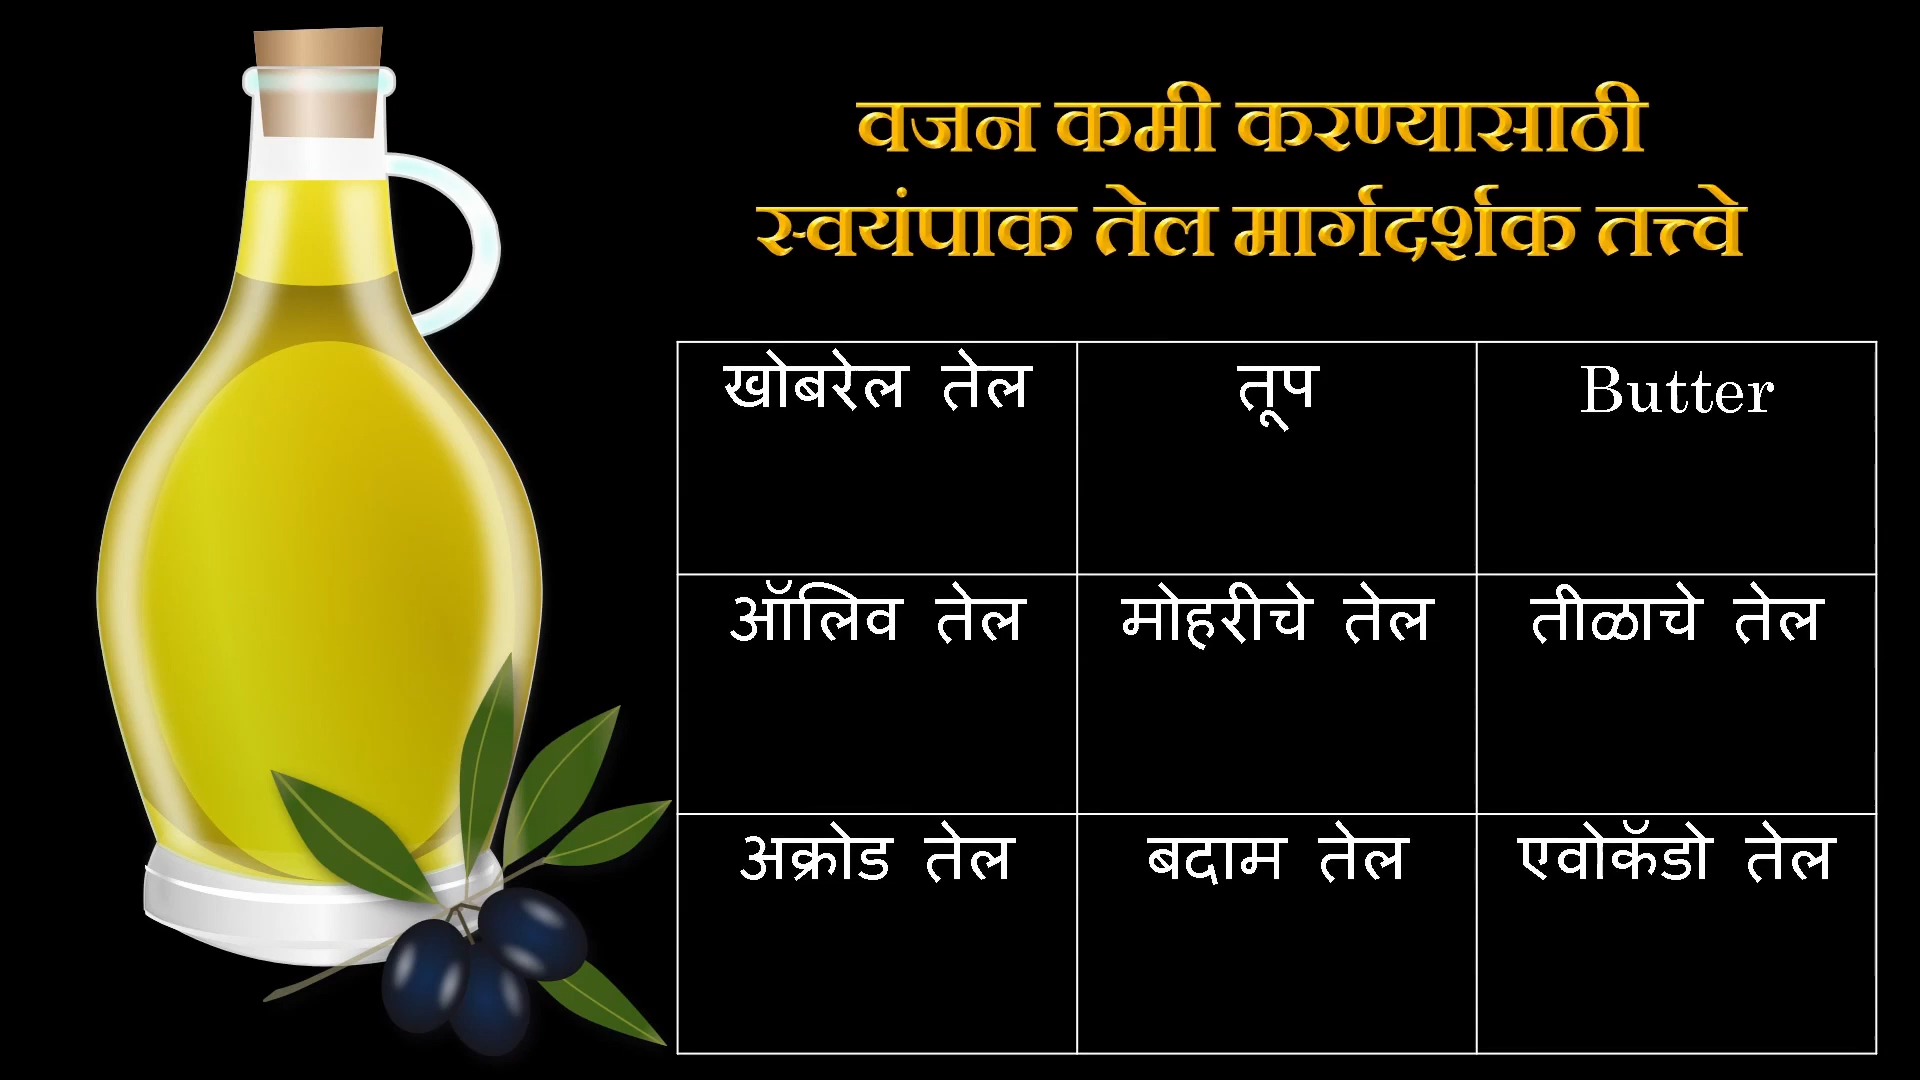 वजन कमी करण्यासाठी
स्वयंपाक तेल मार्गदर्शक तत्त्वे
खोबरेल तेल तूप Butter
ऑलिव तेल मोहरीचे तेल तीळाचे तेल
अक्रोड तेल बदाम तेल एवोकॅडो तेल